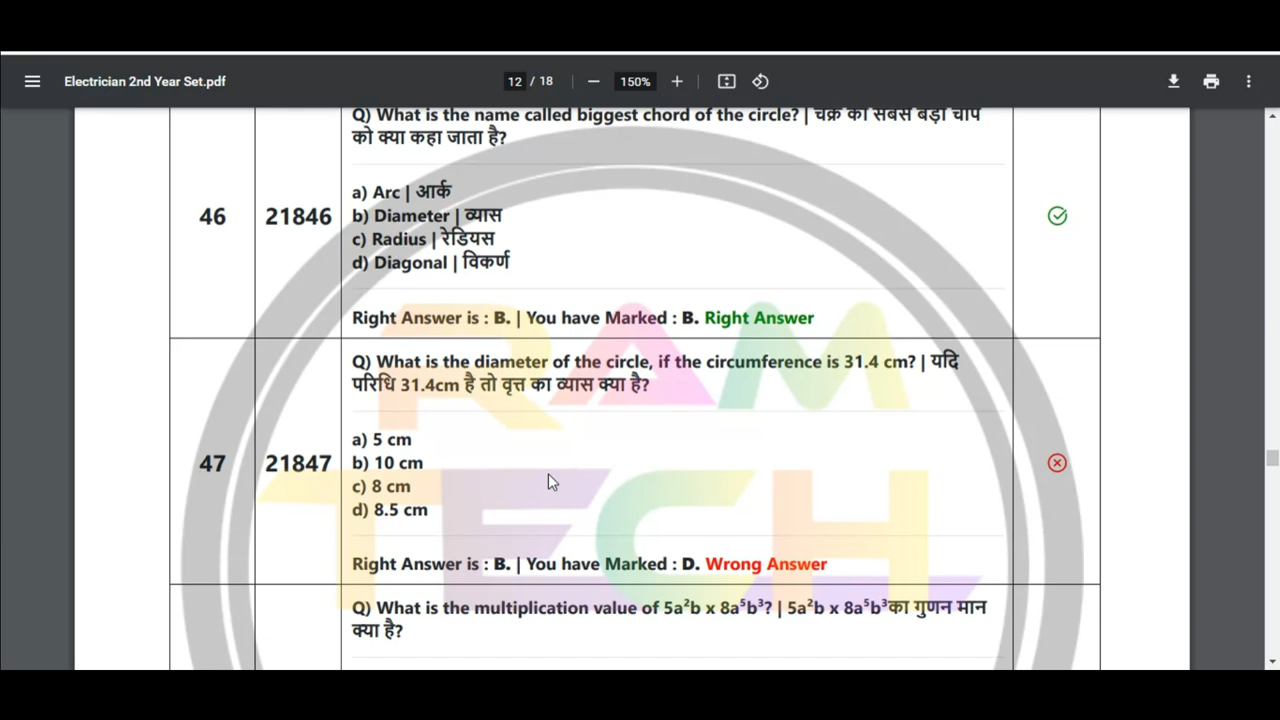 Electrician 2nd Year Set.pdf
12 / 18
150%
Q) What is the name called biggest chord of the circle? | चक्र की सबसे बड़ी चाप
को क्या कहा जाता है?
46
21846
a) Arc | आर्क
b) Diameter | व्यास
c) Radius | रेडियस
d) Diagonal | विकर्ण
Right Answer is : B. | You have Marked : B. Right Answer
Q) What is the diameter of the circle, if the circumference is 31.4 cm? | यदि
परिधि 31.4cm है तो वृत्त का व्यास क्या है?
47
21847
a) 5 cm
b) 10 cm
c) 8 cm
d) 8.5 cm
Right Answer is : B. | You have Marked : D. Wrong Answer
Q) What is the multiplication value of 5a²b x 8a⁵b³? | 5a²b x 8a⁵b³का गुणन मान
क्या है?
RAM
TECH